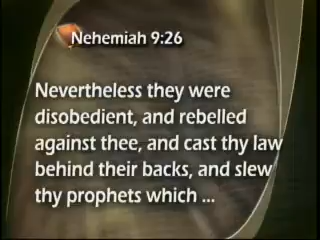 Nehemiah 9:26
Nevertheless they were
disobedient, and rebelled
against thee, and cast thy law
behind their backs, and slew
thy prophets which ...